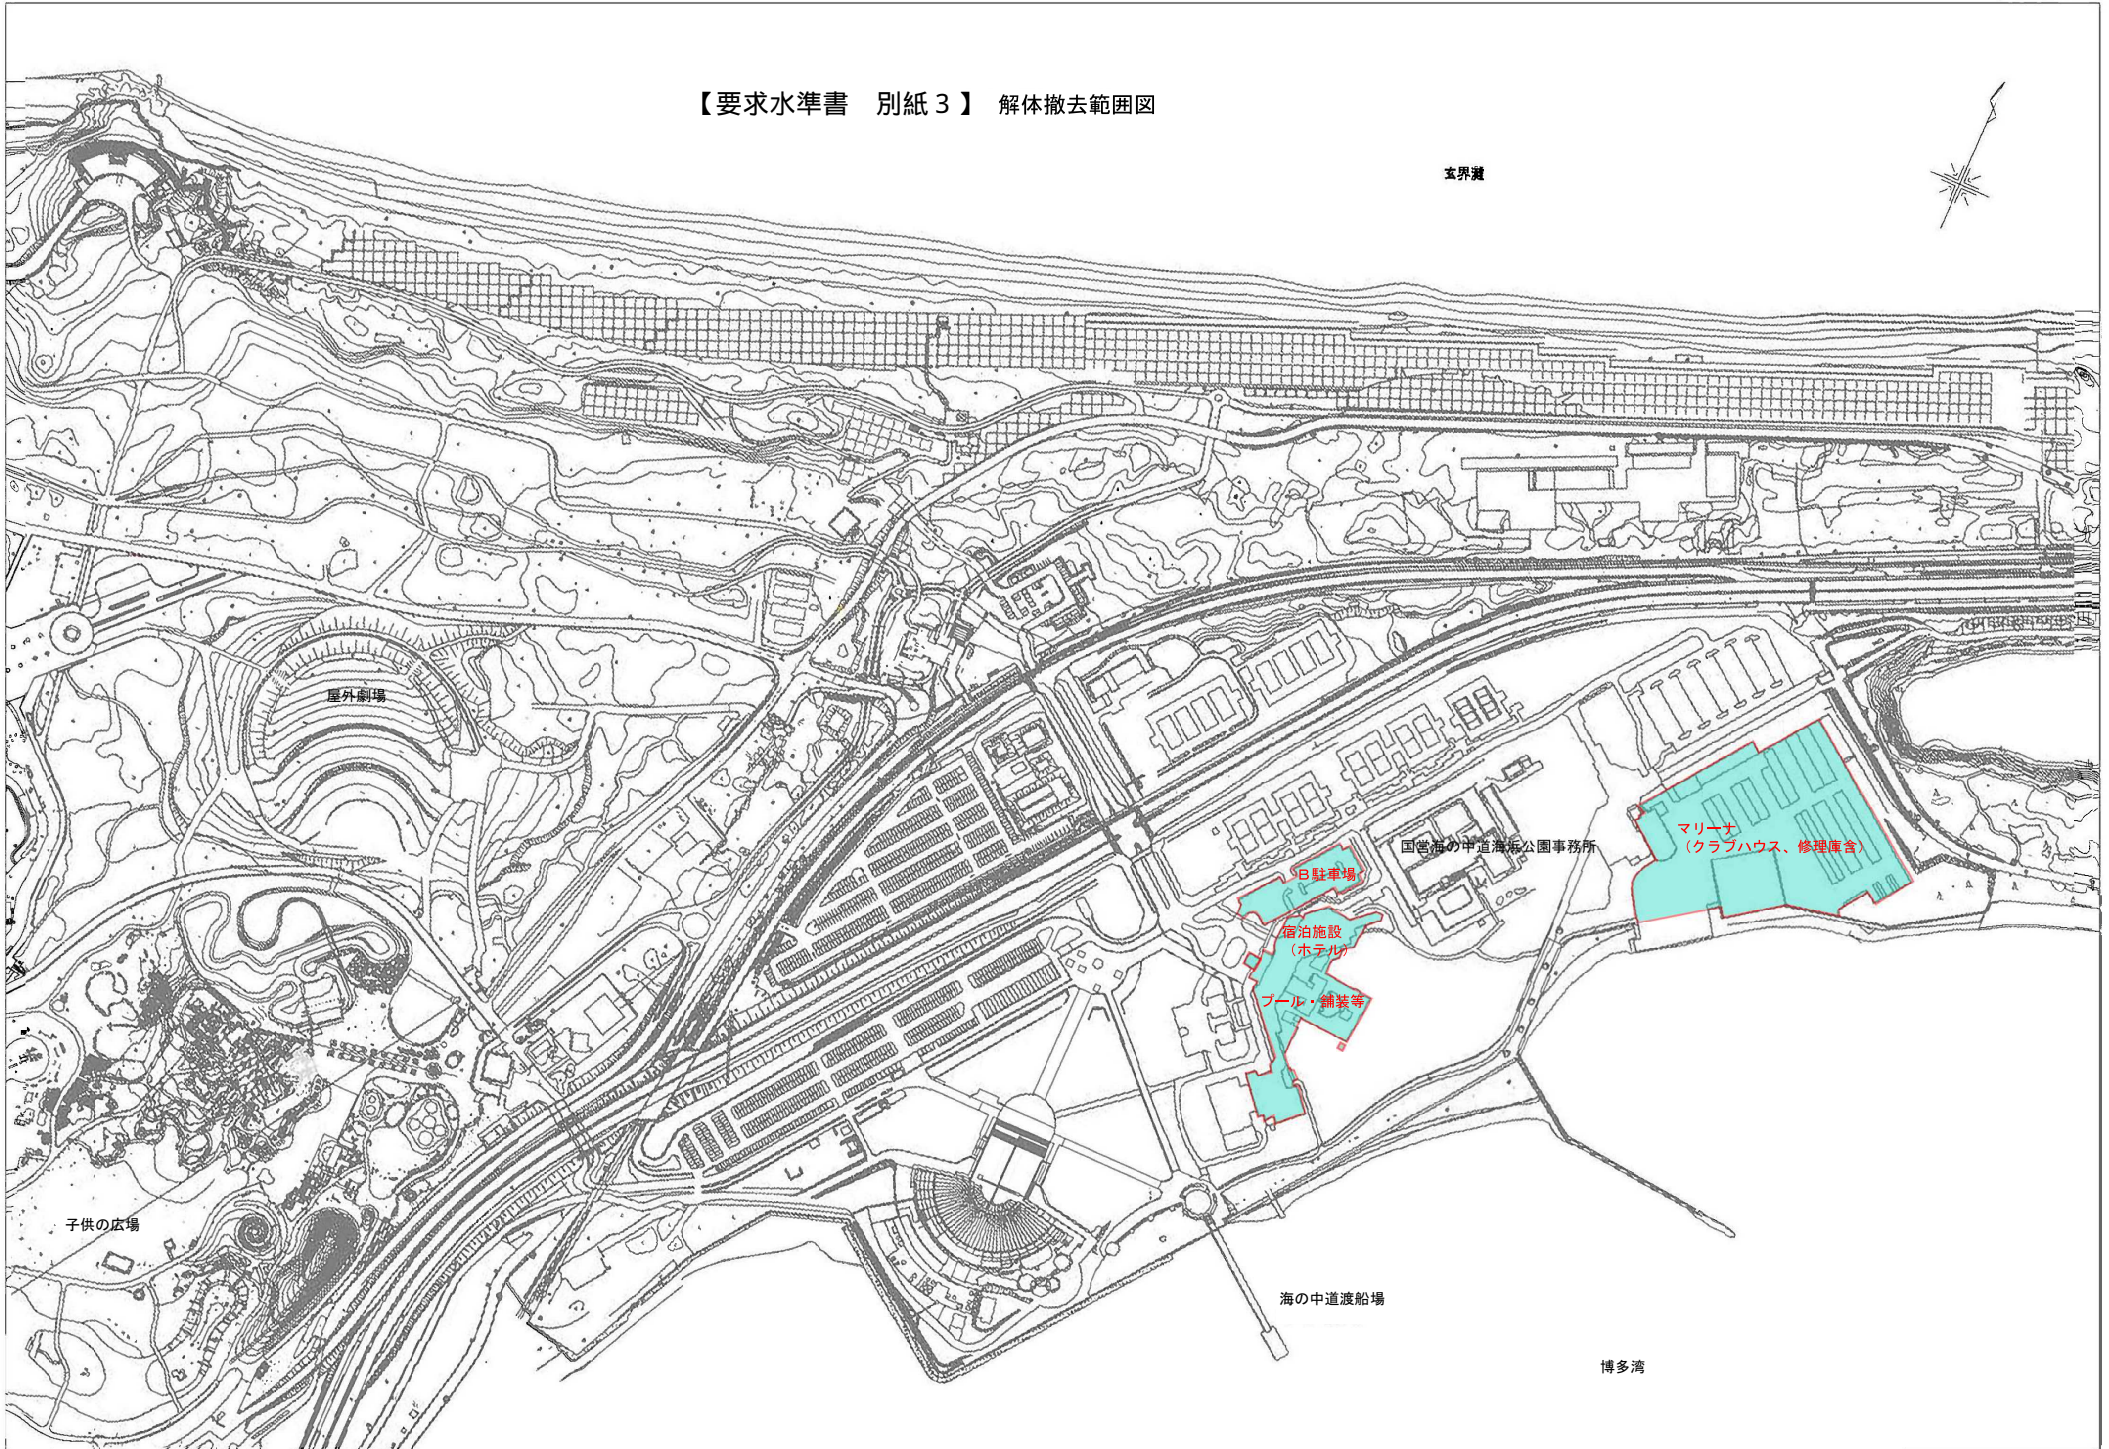 【要求水準書　別紙３】 解体撤去範囲図
玄界灘
屋外劇場
マリーナ
（クラブハウス、修理庫含）
国営海の中道海浜公園事務所
Ｂ駐車場
宿泊施設
（ホテル）
プール・舗装等
子供の広場
海の中道渡船場
博多湾